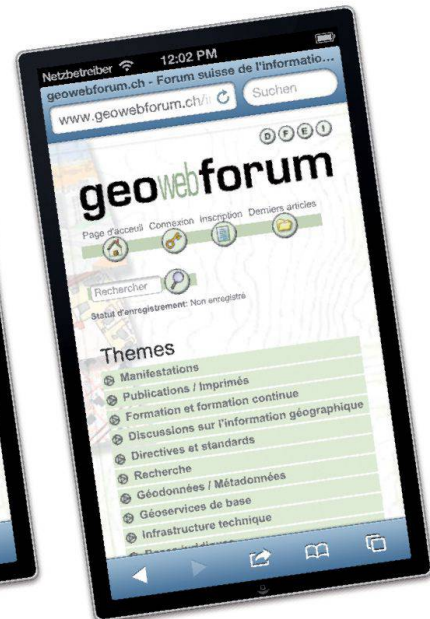 Netzbetreiber 12:02 PM
geowebforum.ch - Forum suisse de l'informatio...
www.geowebforum.ch/
Suchen
D F E I
geowebforum
Page d'acceuil Connexion Inscription Derniers articles
Rechercher
Statut d'enregistrement: Non enregistré
Themes
Manifestations
Publications / Imprimés
Formation et formation continue
Discussions sur l'information géographique
Directives et standards
Recherche
Géodonnées / Métadonnées
Géoservices de base
Infrastructure technique